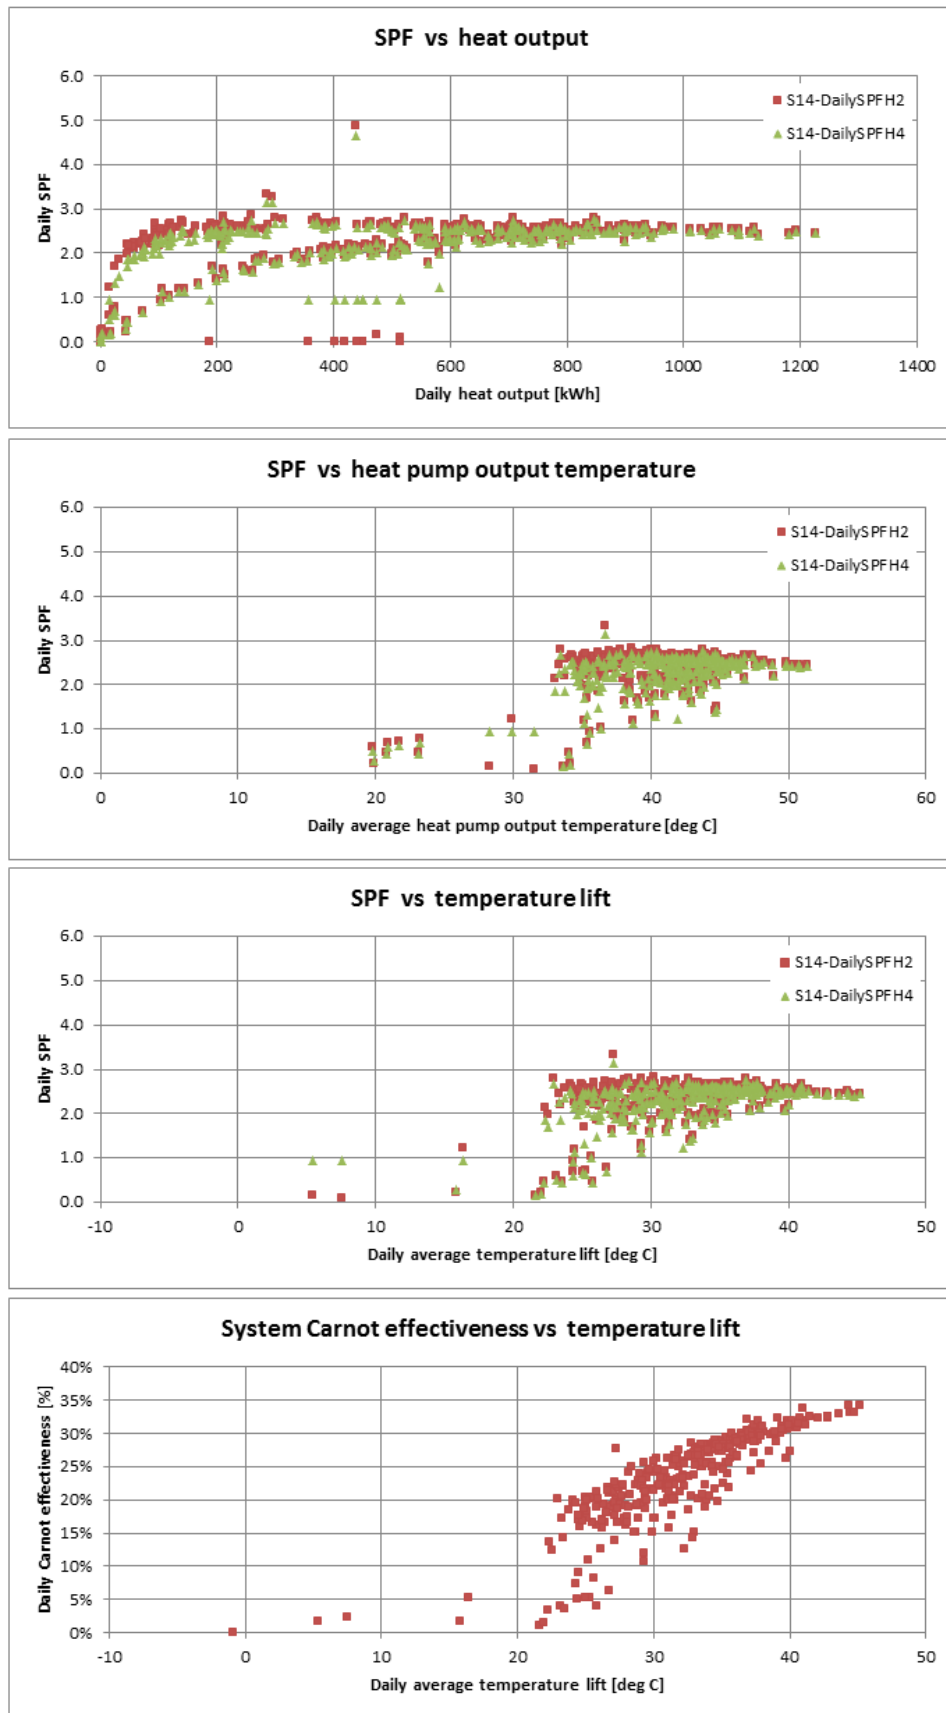 SPF vs heat output
6.0
5.0
4.0
3.0
2.0
1.0
0.0
Daily SPF
S14-DailySPFH2
S14-DailySPFH4
0 200 400 600 800 1000 1200 1400
Daily heat output [kWh]
SPF vs heat pump output temperature
6.0
5.0
4.0
3.0
2.0
1.0
0.0
Daily SPF
S14-DailySPFH2
S14-DailySPFH4
0 10 20 30 40 50 60
Daily average heat pump output temperature [deg C]
SPF vs temperature lift
6.0
5.0
4.0
3.0
2.0
1.0
0.0
Daily SPF
S14-DailySPFH2
S14-DailySPFH4
-10 0 10 20 30 40 50
Daily average temperature lift [deg C]
System Carnot effectiveness vs temperature lift
40%
35%
30%
25%
20%
15%
10%
5%
0%
Daily Carnot effectiveness [%]
-10 0 10 20 30 40 50
Daily average temperature lift [deg C]